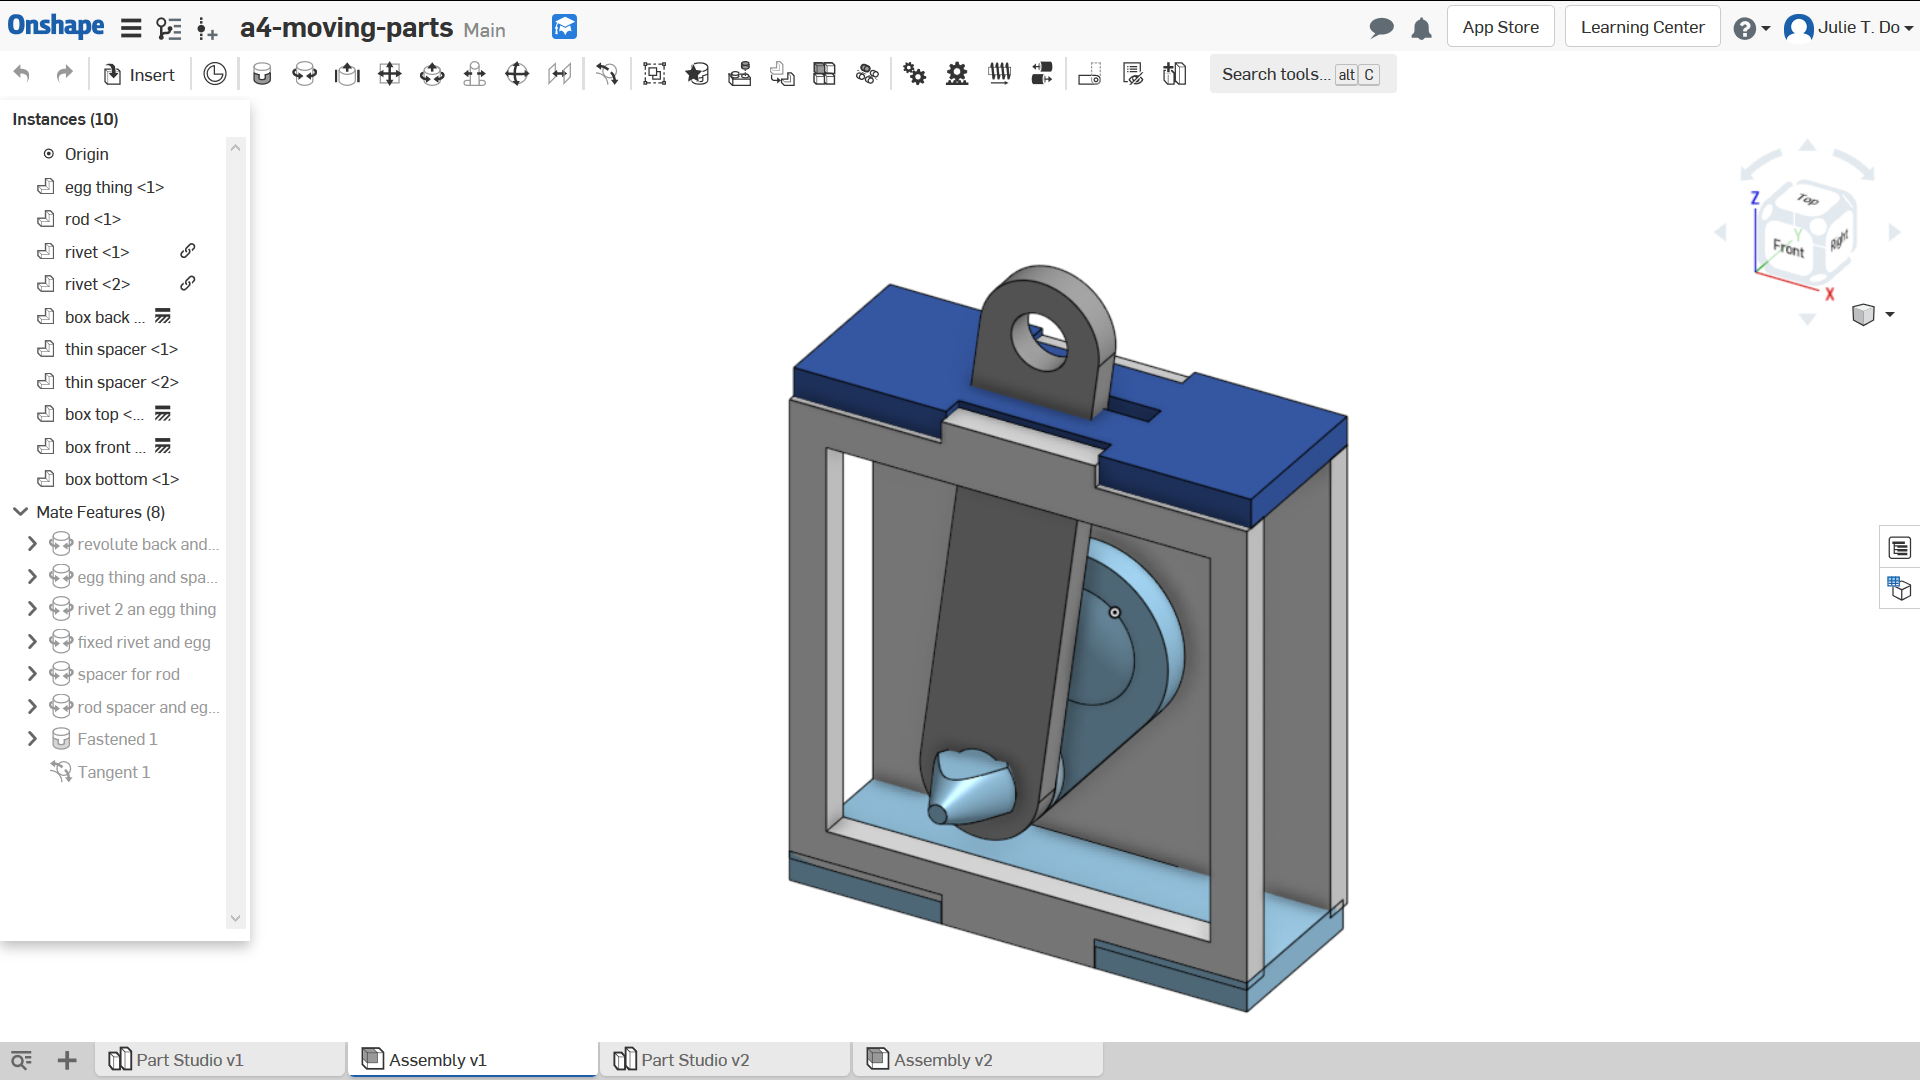 Onshape a4-moving-parts Main App Store Learning Center Julie T. Do
Insert Search tools... alt C
Instances (10)
Origin
egg thing <1>
rod <1>
rivet <1>
rivet <2>
box back ...
thin spacer <1>
thin spacer <2>
box top <...
box front ...
box bottom <1>
Mate Features (8)
revolute back and...
egg thing and spa...
rivet 2 an egg thing
fixed rivet and egg
spacer for rod
rod spacer and eg...
Fastened 1
Tangent 1
Z
Top
Y
Front
Right
X
Part Studio v1 Assembly v1 Part Studio v2 Assembly v2